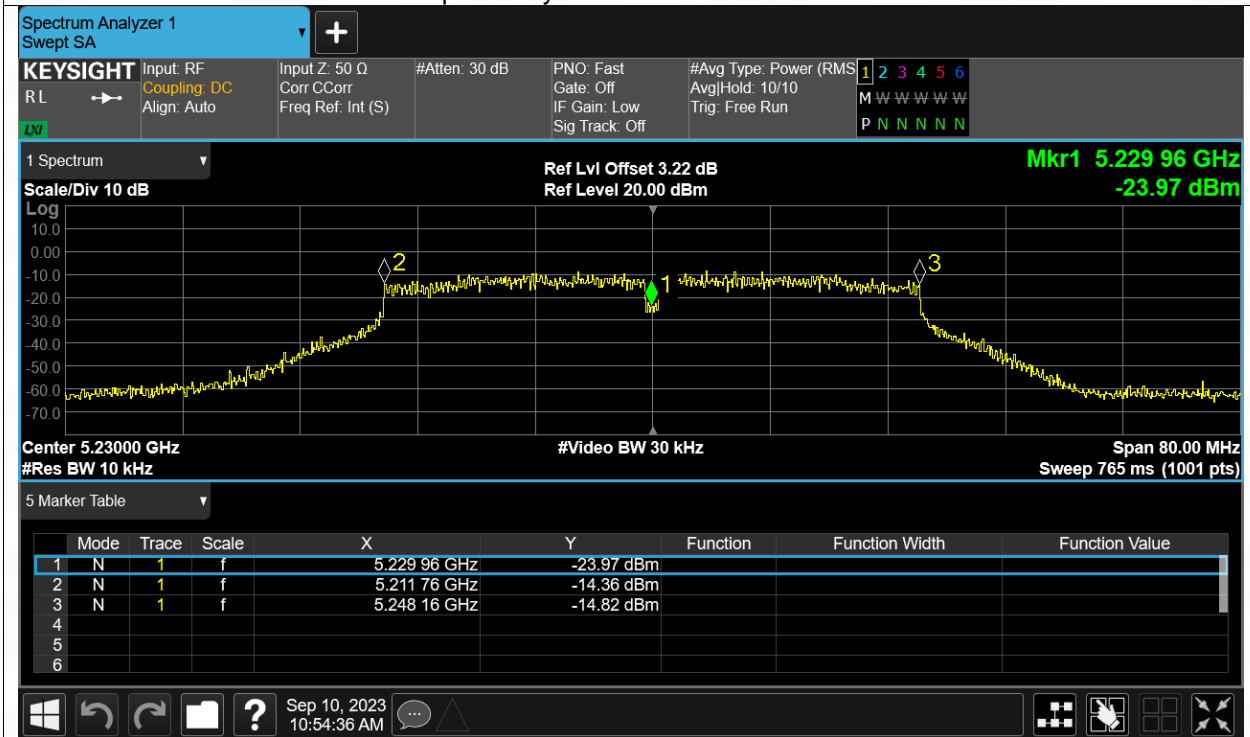 Spectrum Analyzer 1
Swept SA
+
KEYSIGHT
R L
LXI
Input: RF
Coupling: DC
Align: Auto
Input Z: 50 Ω
Corr CCorr
Freq Ref: Int (S)
#Atten: 30 dB
PNO: Fast
Gate: Off
IF Gain: Low
Sig Track: Off
#Avg Type: Power (RMS
Avg|Hold: 10/10
Trig: Free Run
1 2 3 4 5 6
M W W W W W
P N N N N N
1 Spectrum
Scale/Div 10 dB
Ref Lvl Offset 3.22 dB
Ref Level 20.00 dBm
Mkr1 5.229 96 GHz
-23.97 dBm
Log
10.0
0.00
-10.0
-20.0
-30.0
-40.0
-50.0
-60.0
-70.0
2
1
3
Center 5.23000 GHz
#Res BW 10 kHz
#Video BW 30 kHz
Span 80.00 MHz
Sweep 765 ms (1001 pts)
5 Marker Table
Mode Trace Scale X Y Function Function Width Function Value
1 N 1 f 5.229 96 GHz -23.97 dBm
2 N 1 f 5.211 76 GHz -14.36 dBm
3 N 1 f 5.248 16 GHz -14.82 dBm
4
5
6
?
Sep 10, 2023
10:54:36 AM